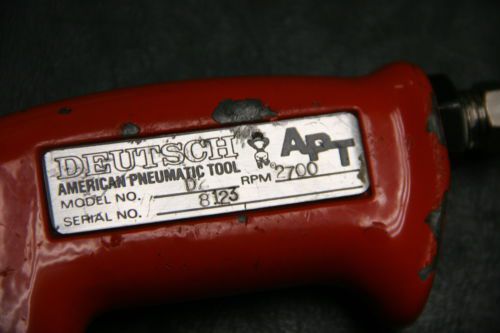 DEUTSCH APT
AMERICAN PNEUMATIC TOOL ®
MODEL NO. RPM 2700
SERIAL NO. 8123